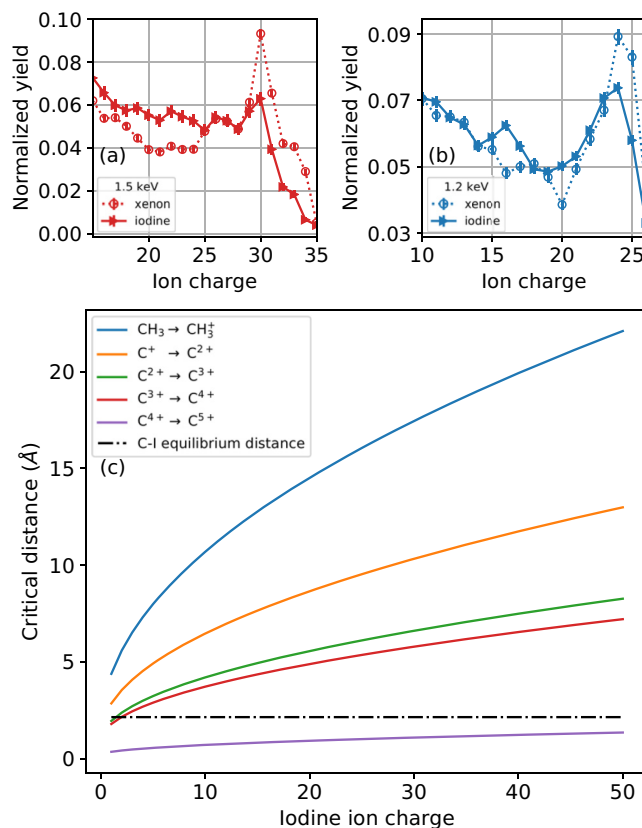 0.10
0.08
0.06
0.04
0.02
0.00
Normalized yield
(a)
1.5 keV
xenon
iodine
20 25 30 35
Ion charge
0.09
0.07
0.05
0.03
Normalized yield
(b)
1.2 keV
xenon
iodine
10 15 20 25
Ion charge
CH₃ → CH₃⁺
C⁺ → C²⁺
C²⁺ → C³⁺
C³⁺ → C⁴⁺
C⁴⁺ → C⁵⁺
C-I equilibrium distance
(c)
20
15
10
5
0
Critical distance (Å)
0 10 20 30 40 50
Iodine ion charge